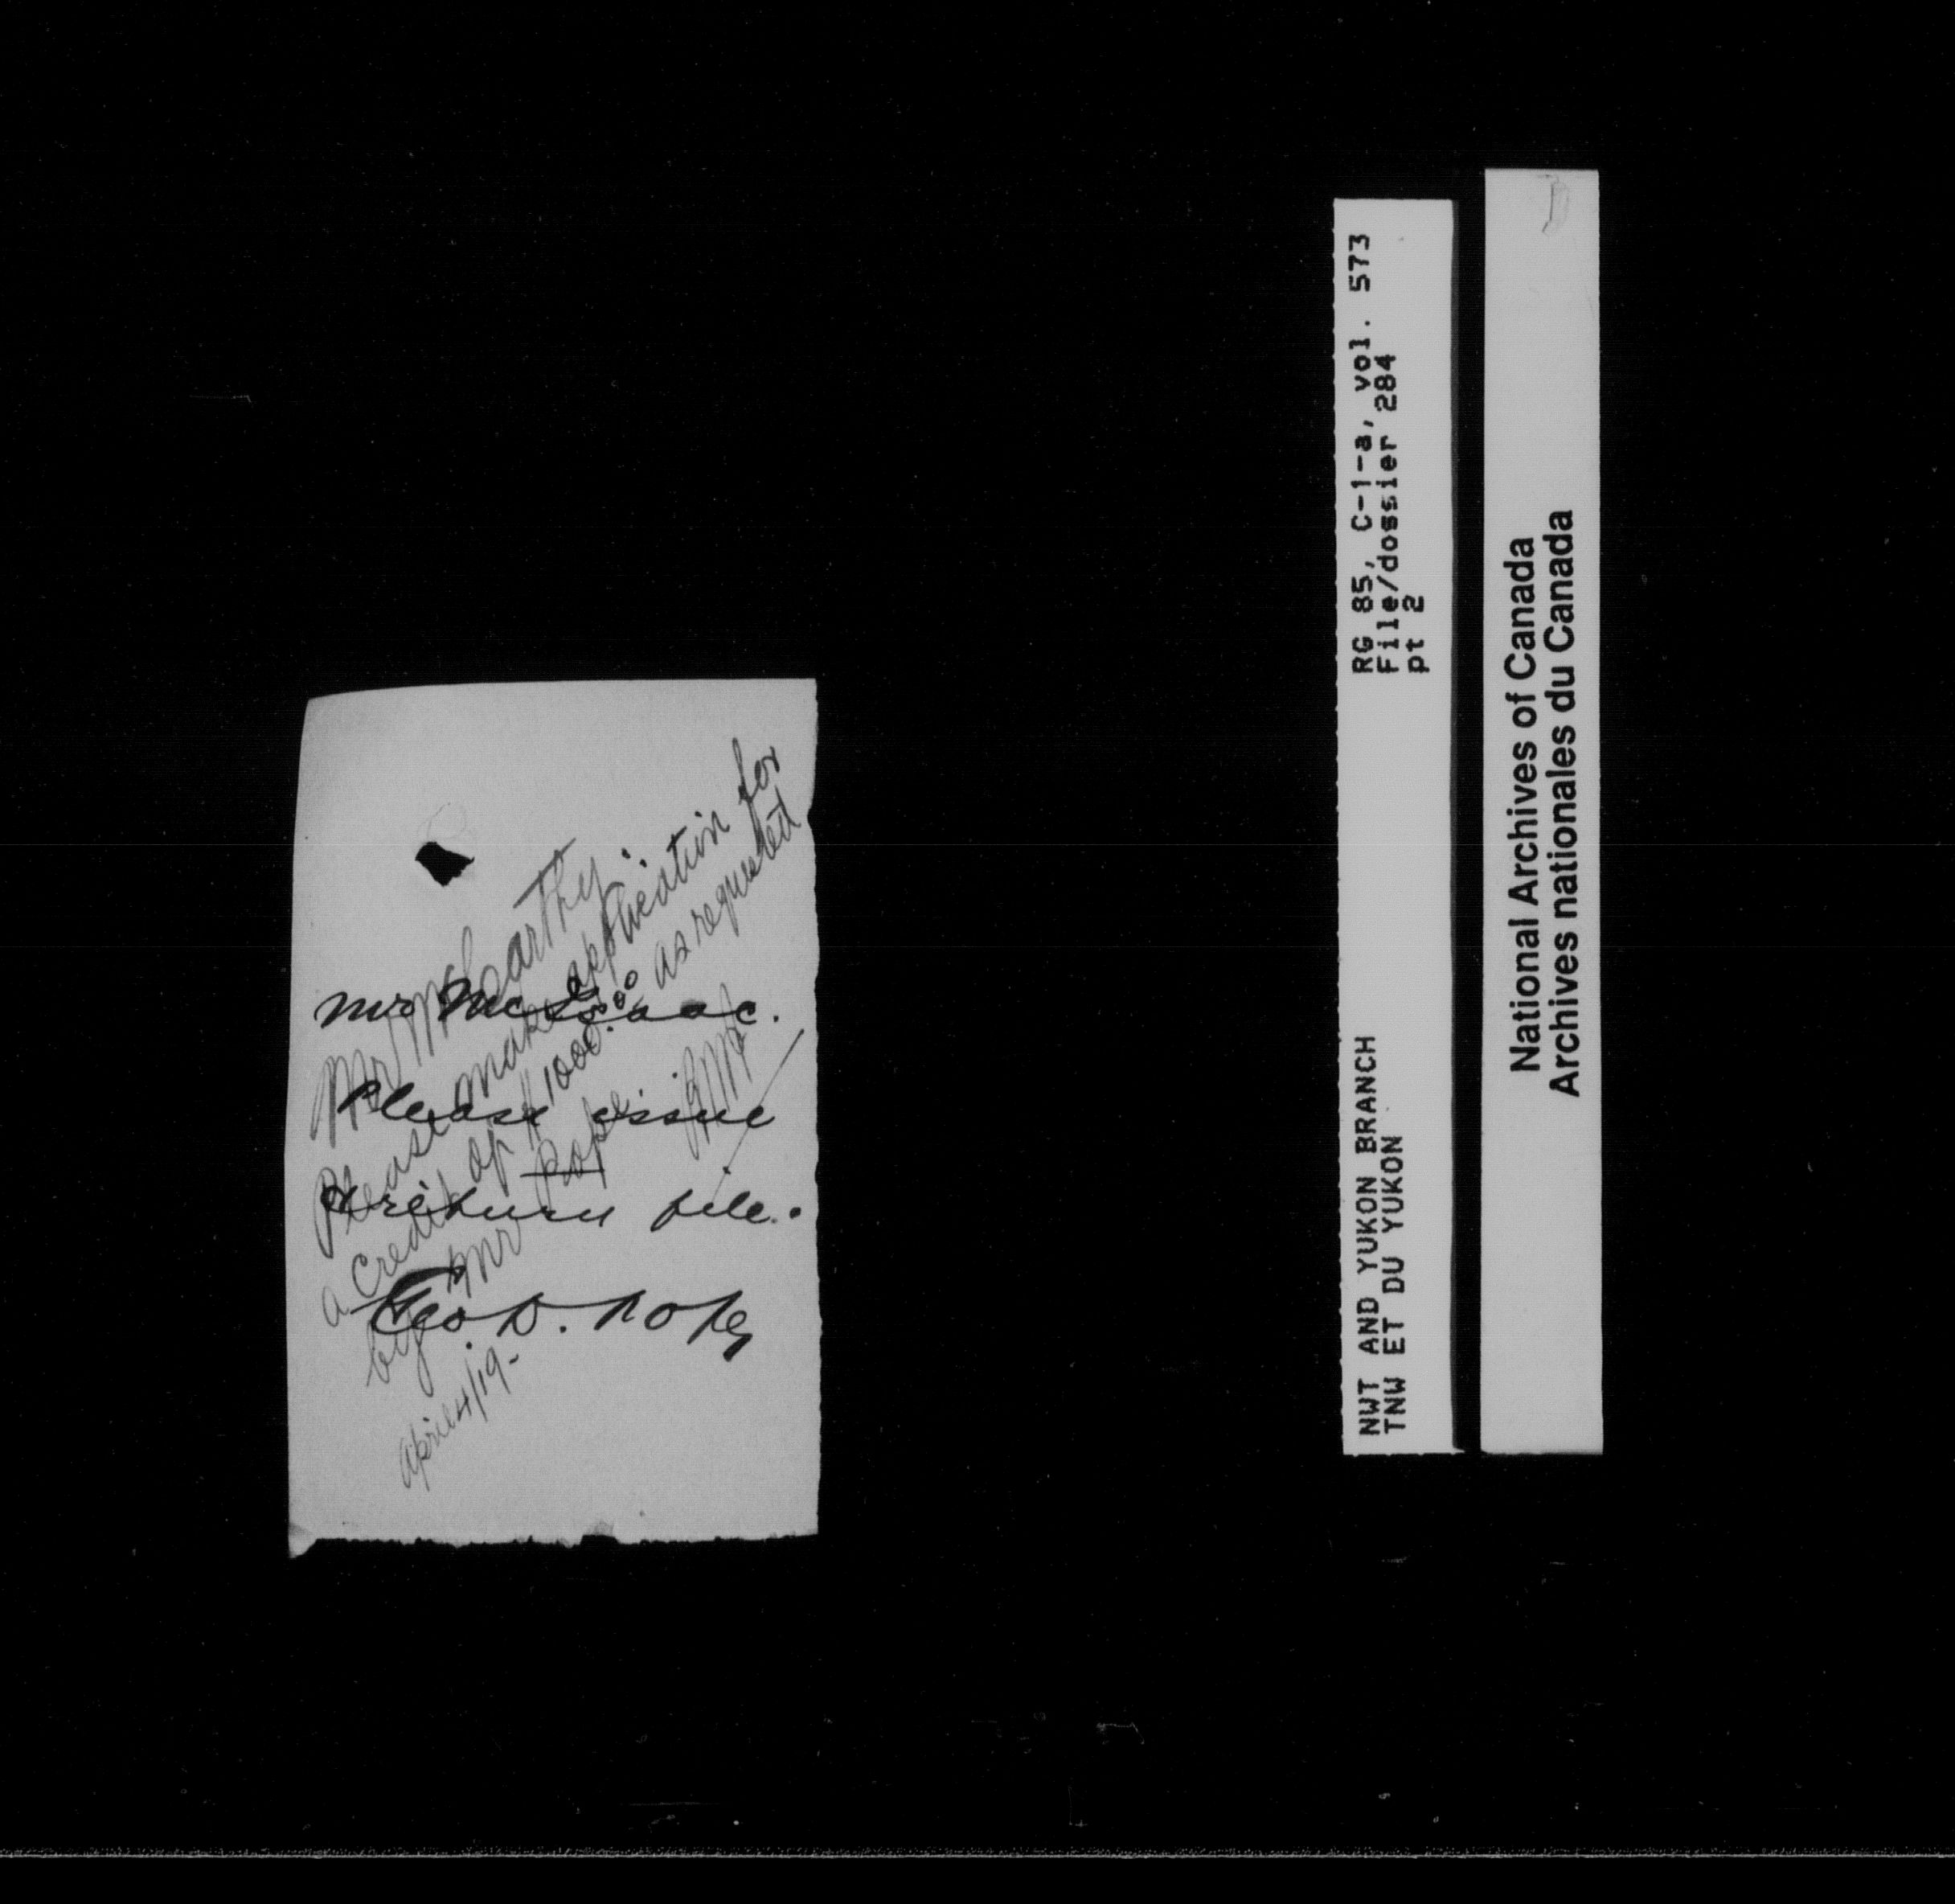 Mr McIsaac.
Please issue
& return file.
Geo. D. Pope
Mr McCarthy
Please make application for
a credit of $1000.00 as requested
by Mr Pope
April 4/19-
NWT AND YUKON BRANCH
TNW ET DU YUKON
RG 85, C-1-a, vol. 573
File/dossier 284
pt 2
National Archives of Canada
Archives nationales du Canada